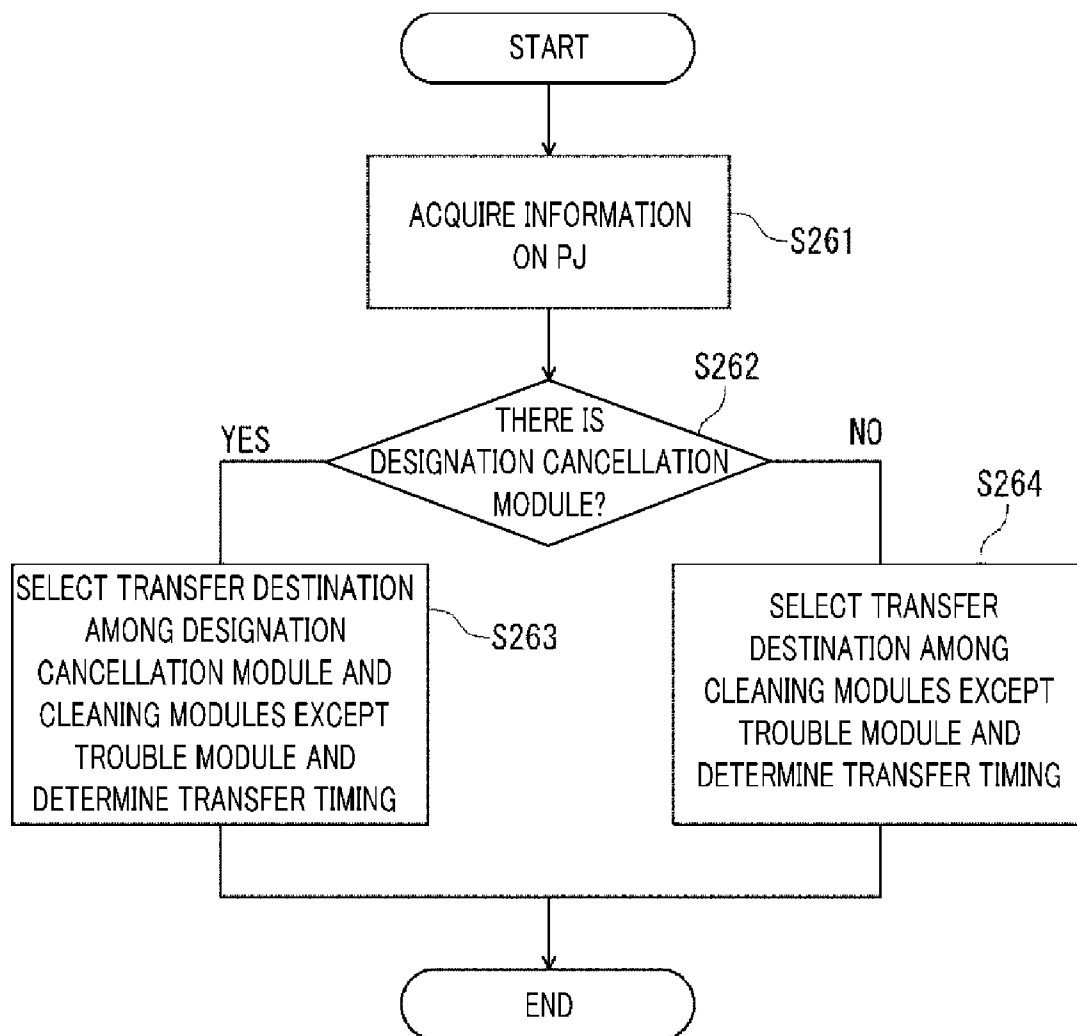 START
ACQUIRE INFORMATION
ON PJ
S261
S262
THERE IS
DESIGNATION CANCELLATION
MODULE?
YES
NO
SELECT TRANSFER DESTINATION
AMONG DESIGNATION
CANCELLATION MODULE AND
CLEANING MODULES EXCEPT
TROUBLE MODULE AND
DETERMINE TRANSFER TIMING
S263
S264
SELECT TRANSFER
DESTINATION AMONG
CLEANING MODULES EXCEPT
TROUBLE MODULE AND
DETERMINE TRANSFER TIMING
END